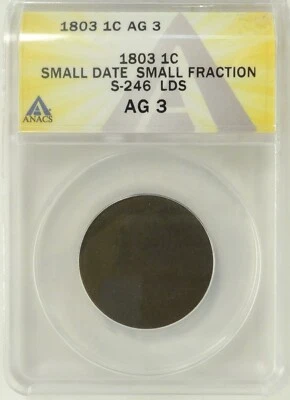 1803 1C AG 3
1803 1C
SMALL DATE SMALL FRACTION
S-246 LDS
AG 3
ANACS